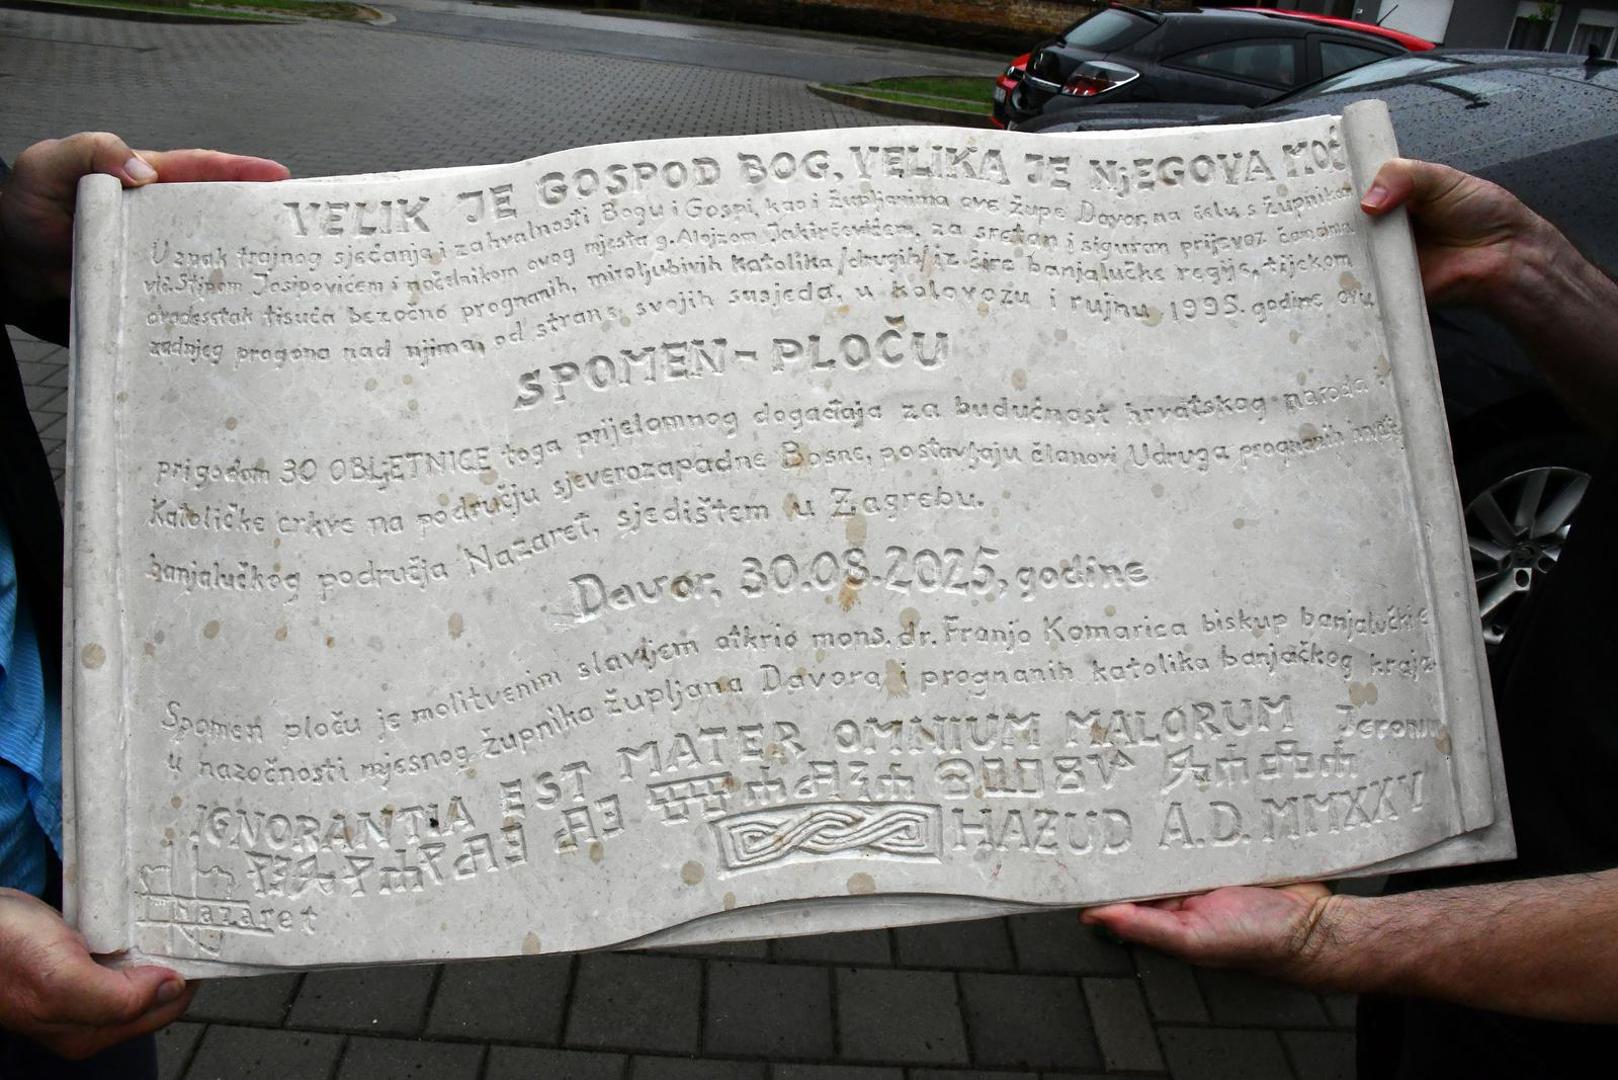 VELIK JE GOSPOD BOG, VELIKA JE NjEGOVA MOĆ
U znak trajnog sjećanja i zahvalnosti Bogu i Gospi, kao i župljanima ove župe Davor, na čelu s župnikom
vlč. Stipom Josipovićem i načelnikom ovog mjesta g. Alojzom Jakirčevićem, za sretan i siguran prijevoz
dvadesetak tisuća bezočno prognanih, miroljubivih katolika /drugih/ iz šire banjalučke regije, tijekom
zadnjeg progona nad njima, od strane svojih susjeda, u kolovozu i rujnu 1995. godine ovu
SPOMEN-PLOČU
prigodom 30 OBLJETNICE toga prijelomnog događaja za budućnost hrvatskog naroda i
Katoličke crkve na području sjeverozapadne Bosne, postavljaju članovi Udruga prognanih
banjalučkog područja Nazaret, sjedištem u Zagrebu.
Davor, 30.08.2025, godine
Spomen ploču je molitvenim slavljem otkrio mons. dr. Franjo Komarica biskup banjalučki
u nazočnosti mjesnog župnika župljana Davora i prognanih katolika banjačkog kraja
IGNORANTIA EST MATER OMNIUM MALORUM Jeronim
HAZUD A.D. MMXXV
Nazaret